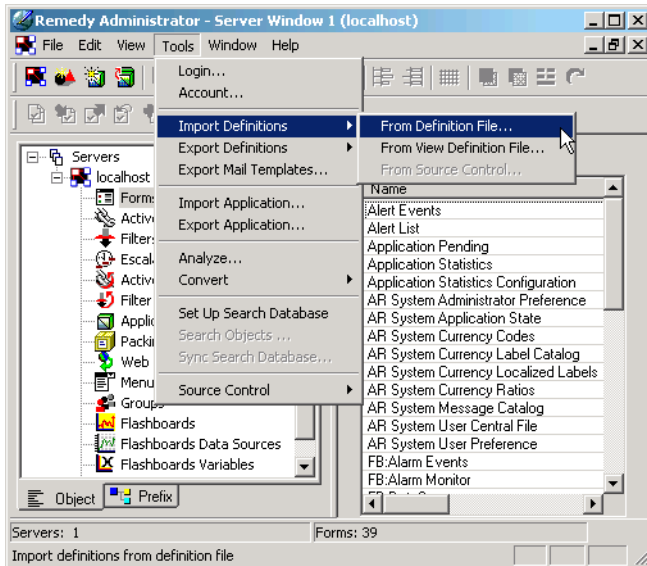 Remedy Administrator - Server Window 1 (localhost)
File Edit View Tools Window Help
Login...
Account...
Import Definitions
Export Definitions
Export Mail Templates...
Import Application...
Export Application...
Analyze...
Convert
Set Up Search Database
Search Objects ...
Sync Search Database...
Source Control
From Definition File...
From View Definition File...
From Source Control...
Servers
localhost
Forms
Filter
Groups
Flashboards
Flashboards Data Sources
Flashboards Variables
Object Prefix
Name
Alert Events
Alert List
Application Pending
Application Statistics
Application Statistics Configuration
AR System Administrator Preference
AR System Application State
AR System Currency Codes
AR System Currency Label Catalog
AR System Currency Localized Labels
AR System Currency Ratios
AR System Message Catalog
AR System User Central File
AR System User Preference
FB:Alarm Events
FB:Alarm Monitor
Servers: 1
Forms: 39
Import definitions from definition file